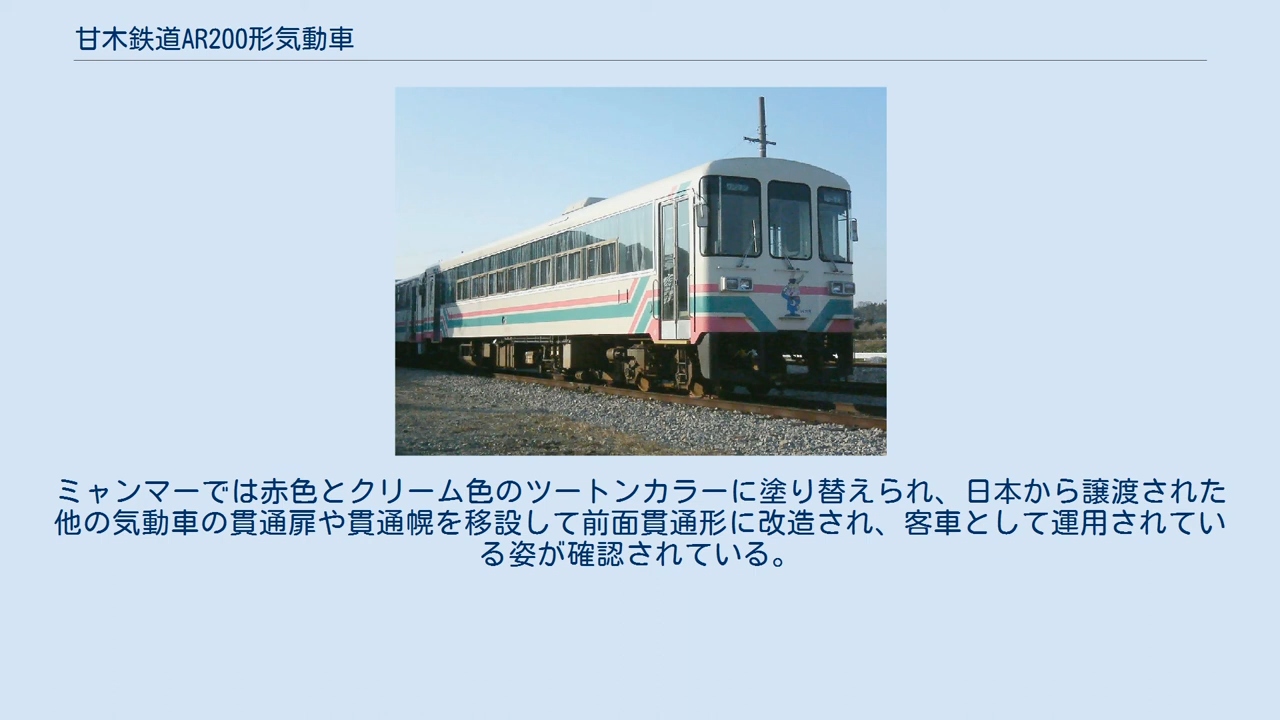 甘木鉄道AR200形気動車
ミャンマーでは赤色とクリーム色のツートンカラーに塗り替えられ、日本から譲渡された
他の気動車の貫通扉や貫通幌を移設して前面貫通形に改造され、客車として運用されてい
る姿が確認されている。